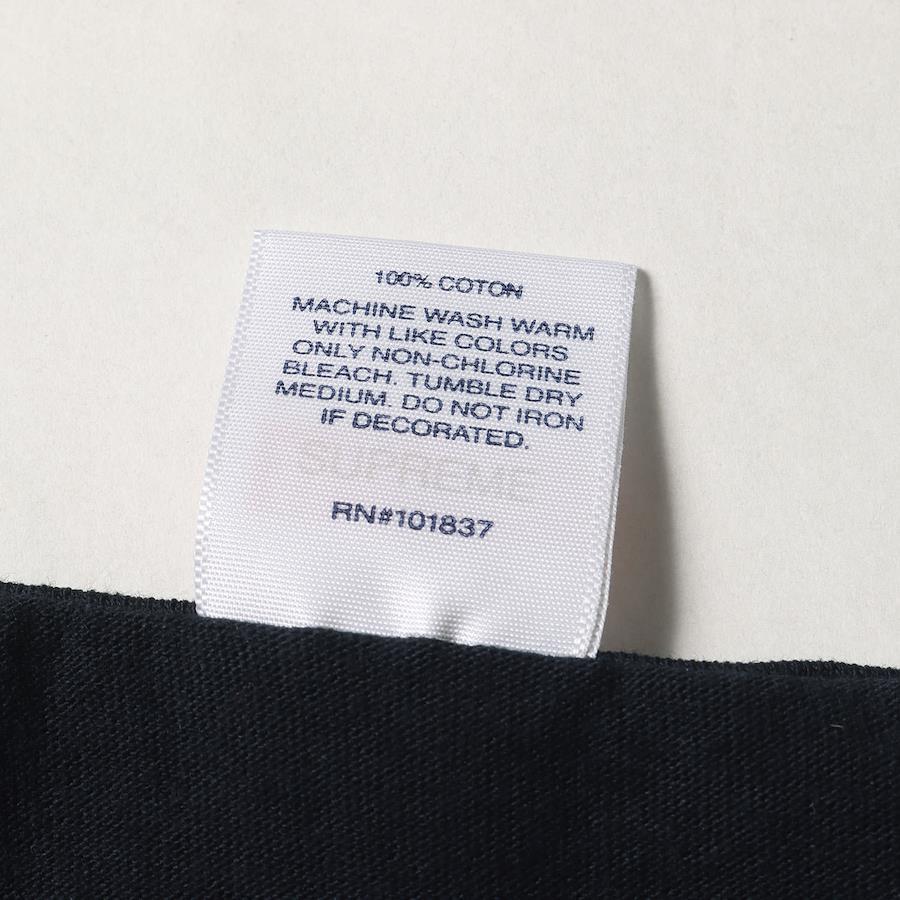 100% COTON
MACHINE WASH WARM
WITH LIKE COLORS
ONLY NON-CHLORINE
BLEACH. TUMBLE DRY
MEDIUM. DO NOT IRON
IF DECORATED.
SUPREME
RN#101837